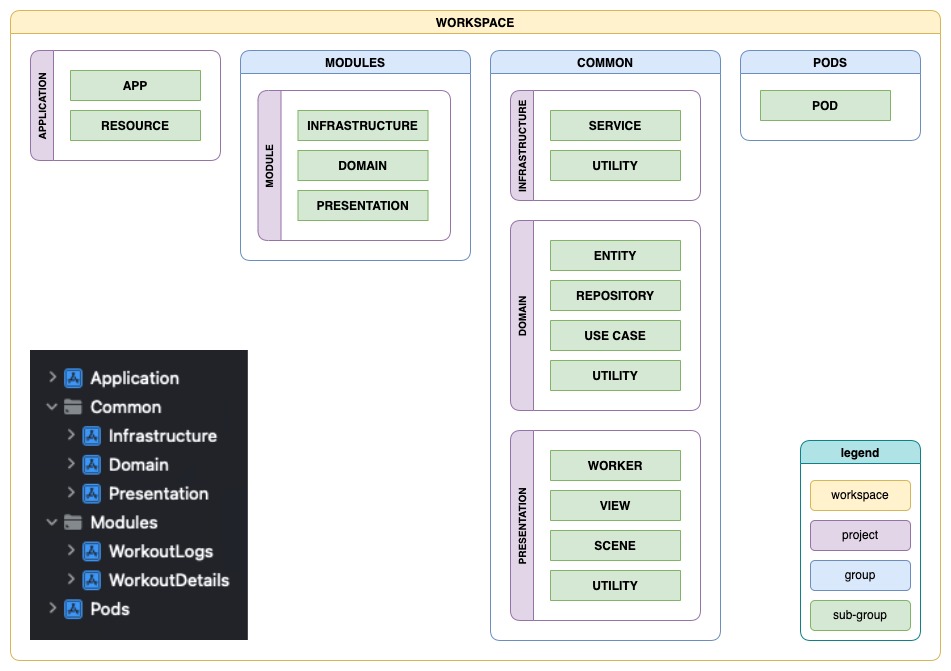 WORKSPACE
APPLICATION
APP
RESOURCE
MODULES
MODULE
INFRASTRUCTURE
DOMAIN
PRESENTATION
COMMON
INFRASTRUCTURE
SERVICE
UTILITY
DOMAIN
ENTITY
REPOSITORY
USE CASE
UTILITY
PRESENTATION
WORKER
VIEW
SCENE
UTILITY
PODS
POD
Application
Common
Infrastructure
Domain
Presentation
Modules
WorkoutLogs
WorkoutDetails
Pods
legend
workspace
project
group
sub-group